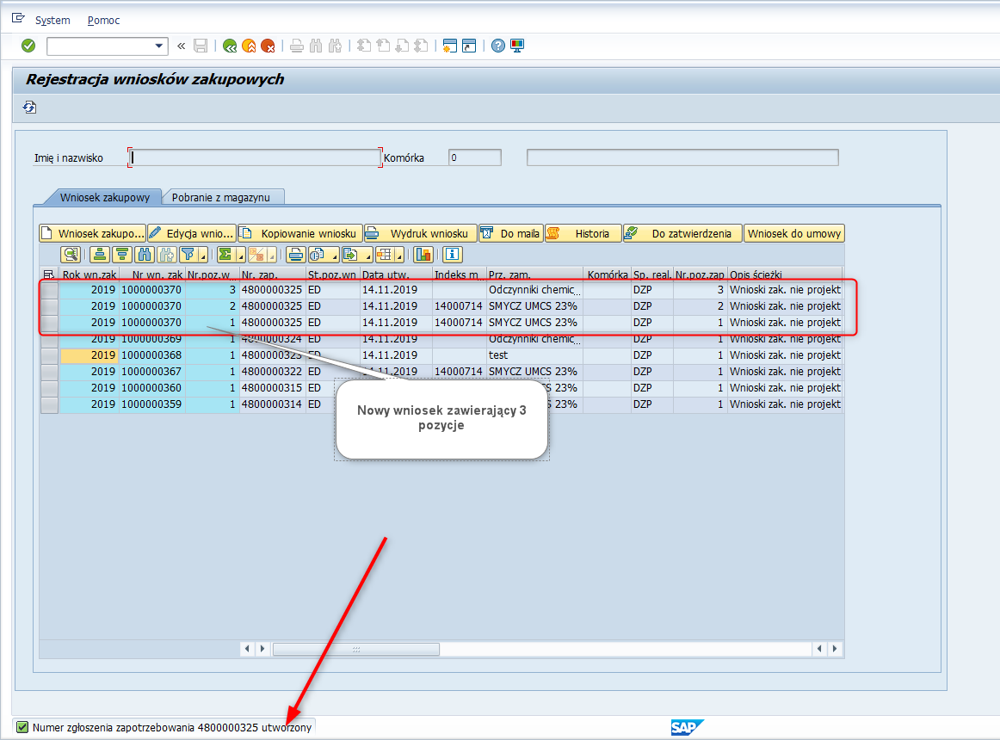 System Pomoc
Rejestracja wniosków zakupowych
Imię i nazwisko Komórka 0
Wniosek zakupowy Pobranie z magazynu
Wniosek zakupo... Edycja wnio... Kopiowanie wniosku Wydruk wniosku Do maila Historia Do zatwierdzenia Wniosek do umowy
Rok wn.zak Nr wn. zak Nr.poz.w... Nr. zap. St.poz.wn Data utw. Indeks m... Prz. zam. Komórka Sp. real. Nr.poz.zap Opis ścieżki
2019 1000000370 3 4800000325 ED 14.11.2019 Odczynniki chemic... DZP 3 Wnioski zak. nie projekt
2019 1000000370 2 4800000325 ED 14.11.2019 14000714 SMYCZ UMCS 23% DZP 2 Wnioski zak. nie projekt
2019 1000000370 1 4800000325 ED 14.11.2019 14000714 SMYCZ UMCS 23% DZP 1 Wnioski zak. nie projekt
2019 1000000369 1 4800000324 ED 14.11.2019 Odczynniki chemic... DZP 1 Wnioski zak. nie projekt
2019 1000000368 1 4800000323 ED 14.11.2019 test DZP 1 Wnioski zak. nie projekt
2019 1000000367 1 4800000322 ED 14.11.2019 14000714 SMYCZ UMCS 23% DZP 1 Wnioski zak. nie projekt
2019 1000000360 1 4800000315 ED S 23% DZP 1 Wnioski zak. nie projekt
2019 1000000359 1 4800000314 ED S 23% DZP 1 Wnioski zak. nie projekt
Nowy wniosek zawierający 3
pozycje
Numer zgłoszenia zapotrzebowania 4800000325 utworzony
SAP